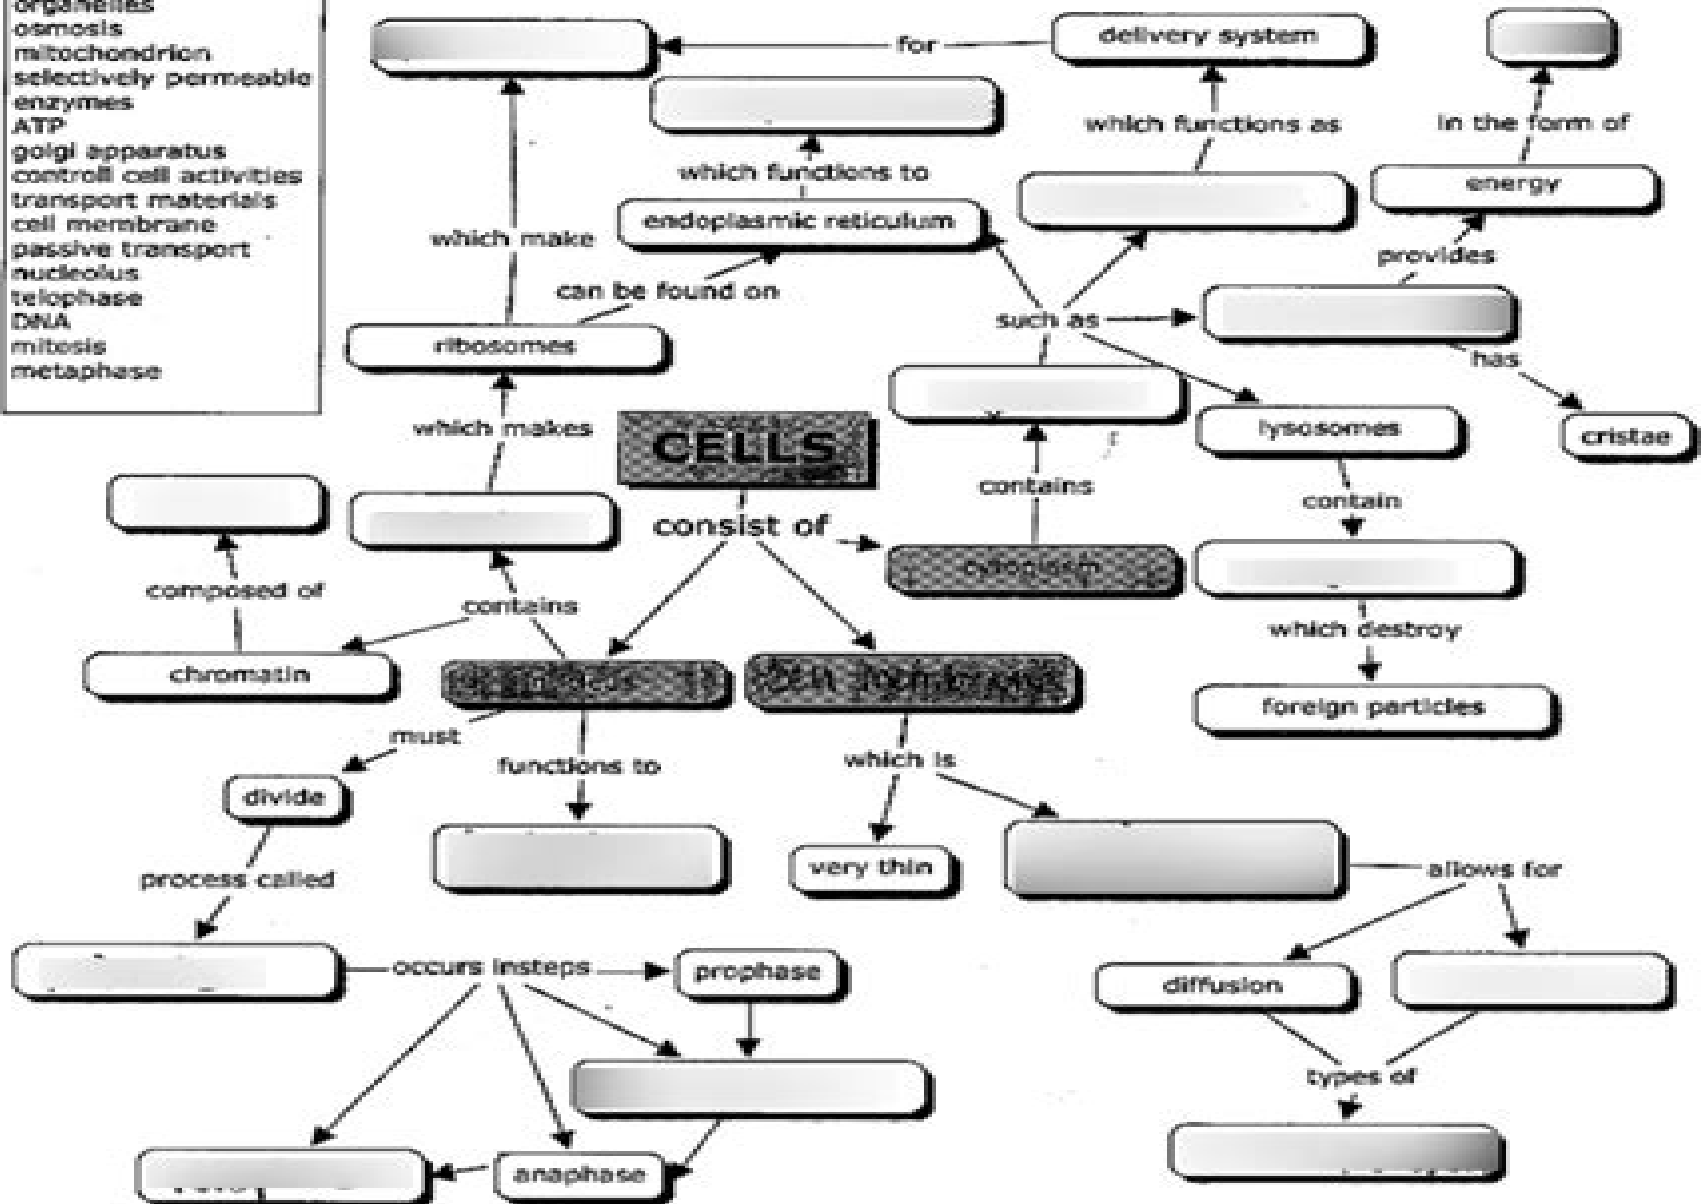 organelles
osmosis
mitochondrion
selectively permeable
enzymes
ATP
golgi apparatus
controll cell activities
transport materials
cell membrane
passive transport
nucleolus
telophase
DNA
mitosis
metaphase
for
delivery system
which functions as
in the form of
which functions to
energy
endoplasmic reticulum
which make
provides
can be found on
such as
ribosomes
has
which makes
CELLS
lysosomes
cristae
contains
contain
consist of
cytoplasm
composed of
contains
which destroy
chromatin
foreign particles
must
functions to
which is
divide
very thin
allows for
process called
occurs insteps
prophase
diffusion
types of
anaphase